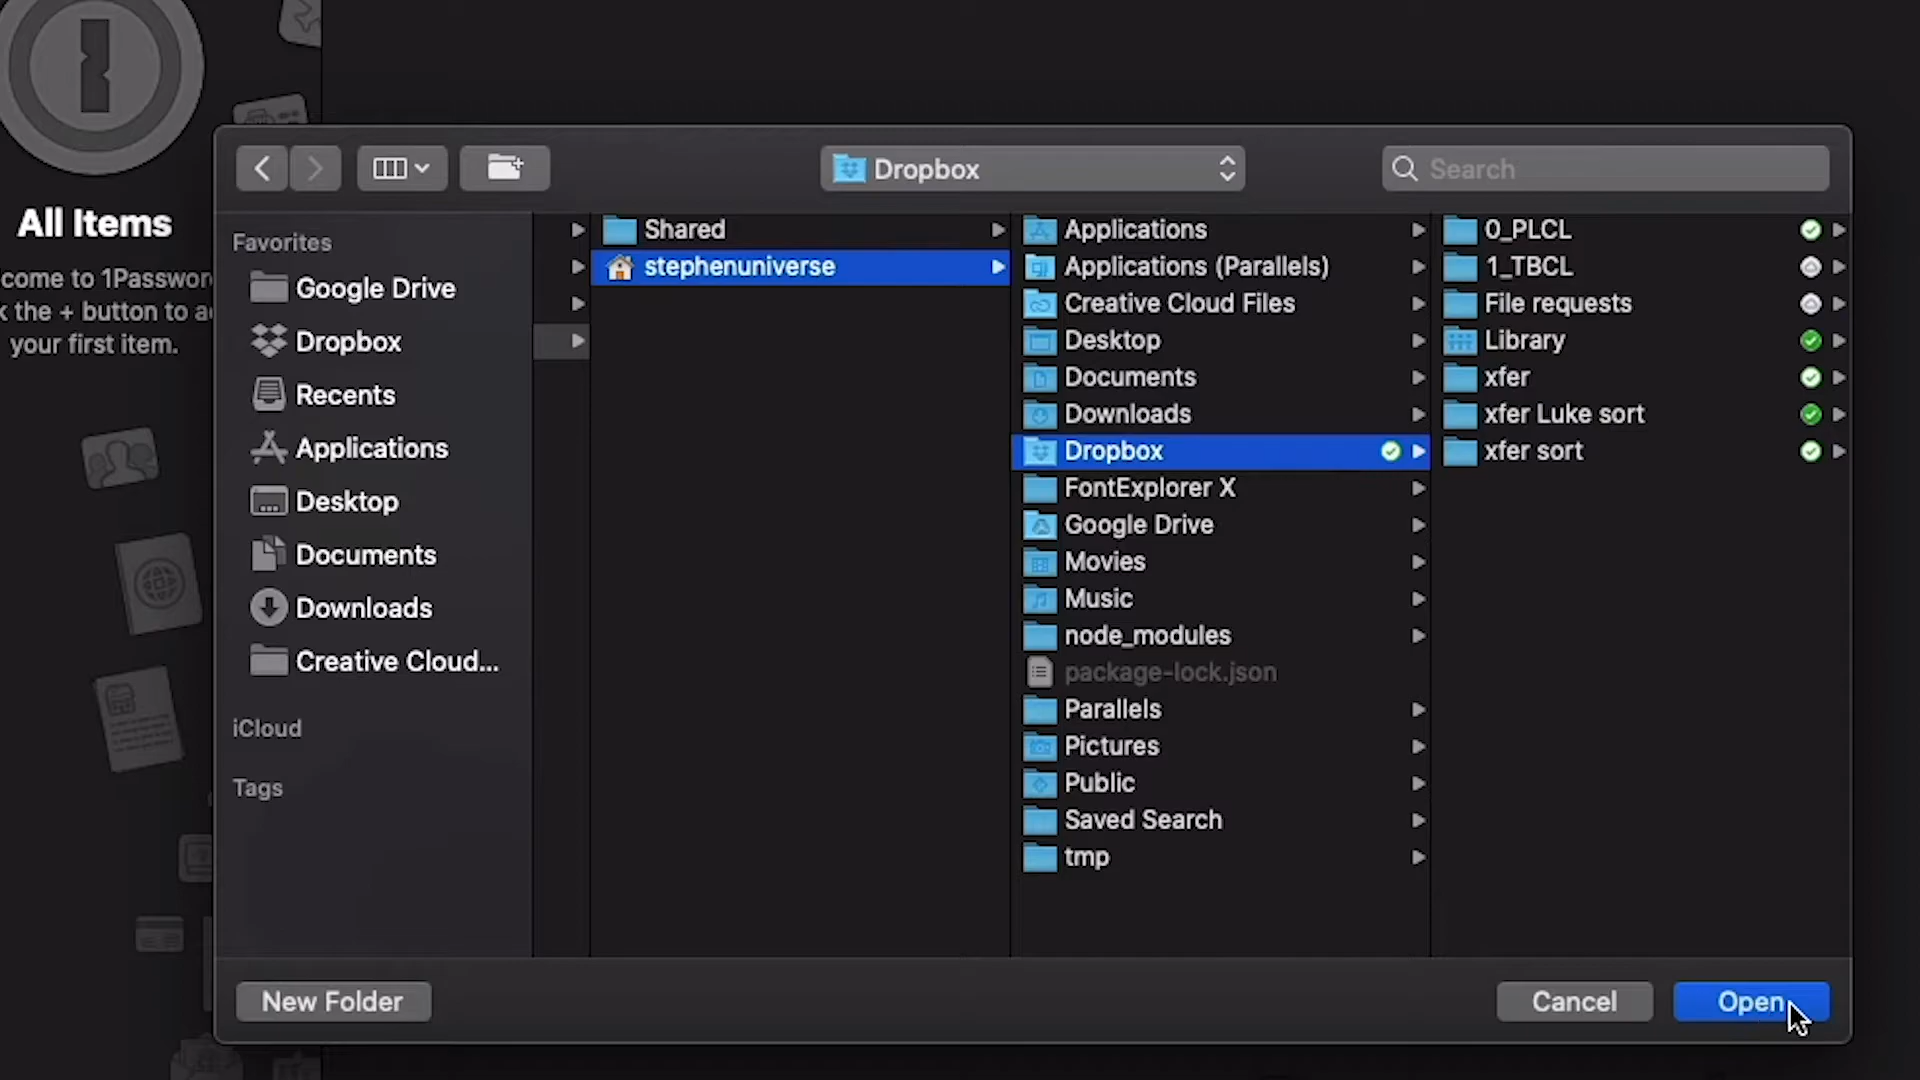 All Items
come to 1Passwor
k the + button to a
your first item.
Dropbox
Search
Favorites
Google Drive
Dropbox
Recents
Applications
Desktop
Documents
Downloads
Creative Cloud...
iCloud
Tags
Shared
stephenuniverse
Applications
Applications (Parallels)
Creative Cloud Files
Desktop
Documents
Downloads
Dropbox
FontExplorer X
Google Drive
Movies
Music
node_modules
package-lock.json
Parallels
Pictures
Public
Saved Search
tmp
0_PLCL
1_TBCL
File requests
Library
xfer
xfer Luke sort
xfer sort
New Folder
Cancel
Open